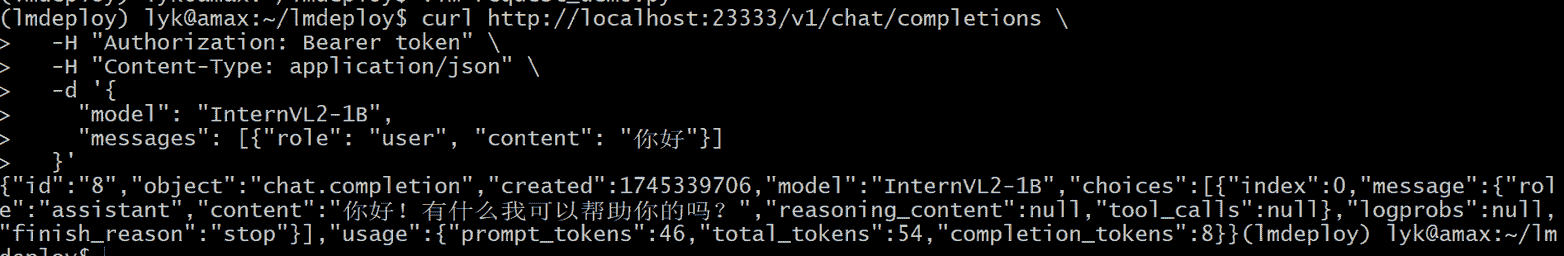 (lmdeploy) lyk@amax:~/lmdeploy$ curl http://localhost:23333/v1/chat/completions \
>   -H "Authorization: Bearer token" \
>   -H "Content-Type: application/json" \
>   -d '{
>     "model": "InternVL2-1B",
>     "messages": [{"role": "user", "content": "你好"}]
>   }'
{"id":"8","object":"chat.completion","created":1745339706,"model":"InternVL2-1B","choices":[{"index":0,"message":{"rol
e":"assistant","content":"你好！有什么我可以帮助你的吗？","reasoning_content":null,"tool_calls":null},"logprobs":null,
"finish_reason":"stop"}],"usage":{"prompt_tokens":46,"total_tokens":54,"completion_tokens":8}}(lmdeploy) lyk@amax:~/lm
deploy$